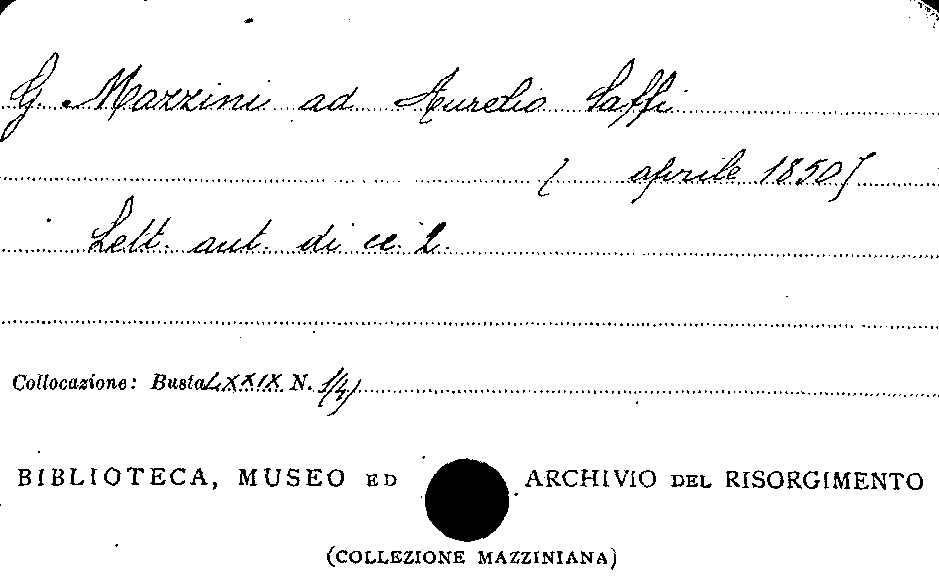 G. Mazzini ad Aurelio Saffi
( aprile 1850)
Lett. aut. di cc. 2.
Collocazione: Busta LXXIX N. 1/4)
BIBLIOTECA, MUSEO ED ARCHIVIO DEL RISORGIMENTO
(COLLEZIONE MAZZINIANA)